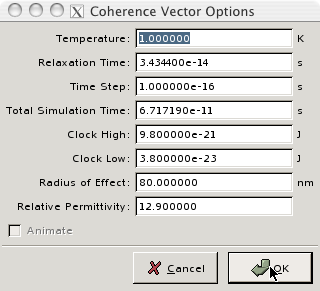 X Coherence Vector Options
Temperature: 1.000000 K
Relaxation Time: 3.434400e-14 s
Time Step: 1.000000e-16 s
Total Simulation Time: 6.717190e-11 s
Clock High: 9.800000e-21 J
Clock Low: 3.800000e-23 J
Radius of Effect: 80.000000 nm
Relative Permittivity: 12.900000
Animate
Cancel OK